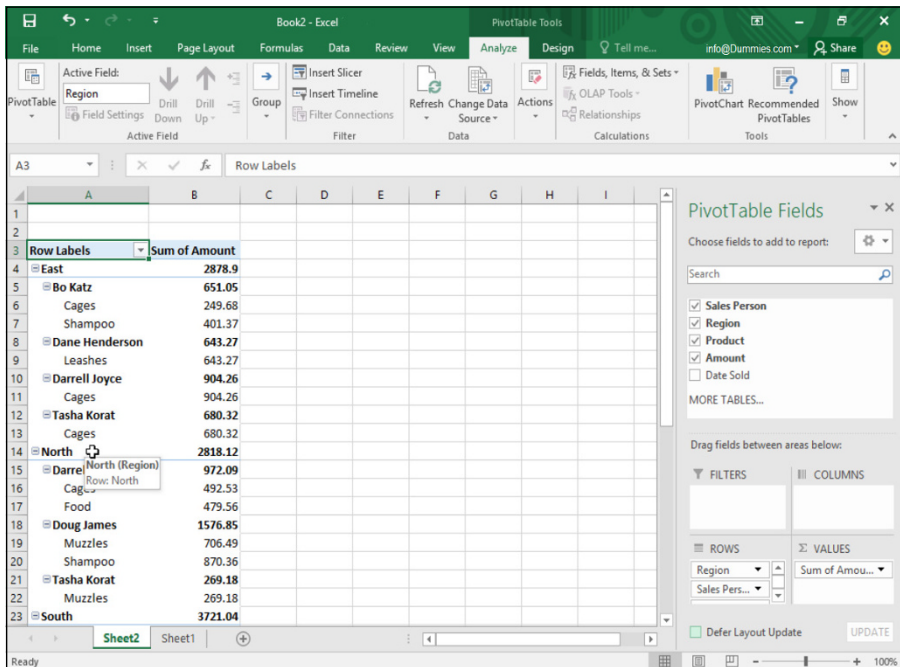 Book2 - Excel
PivotTable Tools
File Home Insert Page Layout Formulas Data Review View Analyze Design Tell me... info@Dummies.com Share
PivotTable
Active Field:
Region
Field Settings
Drill Down
Drill Up
Active Field
Group
Insert Slicer
Insert Timeline
Filter Connections
Filter
Refresh
Change Data Source
Data
Actions
Fields, Items, & Sets
OLAP Tools
Relationships
Calculations
PivotChart
Recommended PivotTables
Tools
Show
A3 fx Row Labels
A B C D E F G H I
1
2
3 Row Labels Sum of Amount
4 East 2878.9
5 Bo Katz 651.05
6 Cages 249.68
7 Shampoo 401.37
8 Dane Henderson 643.27
9 Leashes 643.27
10 Darrell Joyce 904.26
11 Cages 904.26
12 Tasha Korat 680.32
13 Cages 680.32
14 North 2818.12
North (Region)
Row: North
15 Darre 972.09
16 Cages 492.53
17 Food 479.56
18 Doug James 1576.85
19 Muzzles 706.49
20 Shampoo 870.36
21 Tasha Korat 269.18
22 Muzzles 269.18
23 South 3721.04
Sheet2 Sheet1
Ready
100%
PivotTable Fields
Choose fields to add to report:
Search
Sales Person
Region
Product
Amount
Date Sold
MORE TABLES...
Drag fields between areas below:
FILTERS
COLUMNS
ROWS
Region
Sales Pers...
Σ VALUES
Sum of Amou...
Defer Layout Update
UPDATE